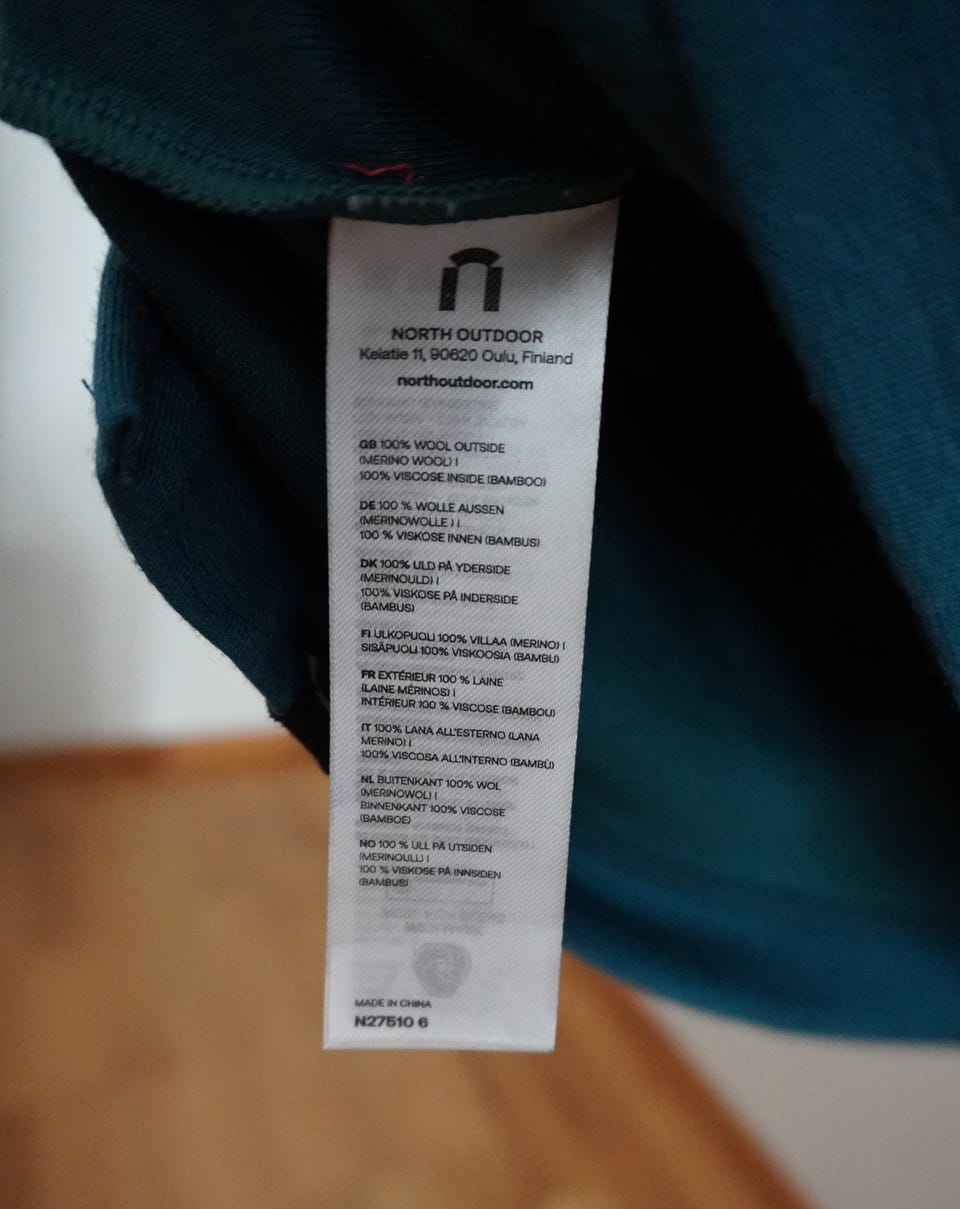 NORTH OUTDOOR
Kelatie 11, 90620 Oulu, Finland
northoutdoor.com
GB 100% WOOL OUTSIDE
(MERINO WOOL) |
100% VISCOSE INSIDE (BAMBOO)
DE 100 % WOLLE AUSSEN
(MERINOWOLLE ) |
100 % VISKOSE INNEN (BAMBUS)
DK 100% ULD PÅ YDERSIDE
(MERINOULD) |
100% VISKOSE PÅ INDERSIDE
(BAMBUS)
FI ULKOPUOLI 100% VILLAA (MERINO) |
SISÄPUOLI 100% VISKOOSIA (BAMBU)
FR EXTÉRIEUR 100 % LAINE
(LAINE MÉRINOS) |
INTÉRIEUR 100 % VISCOSE (BAMBOU)
IT 100% LANA ALL'ESTERNO (LANA
MERINO) |
100% VISCOSA ALL'INTERNO (BAMBÙ)
NL BUITENKANT 100% WOL
(MERINOWOL) |
BINNENKANT 100% VISCOSE
(BAMBOE)
NO 100 % ULL PÅ UTSIDEN
(MERINOULL) |
100 % VISKOSE PÅ INNSIDEN
(BAMBUS)
MADE IN CHINA
N27510 6